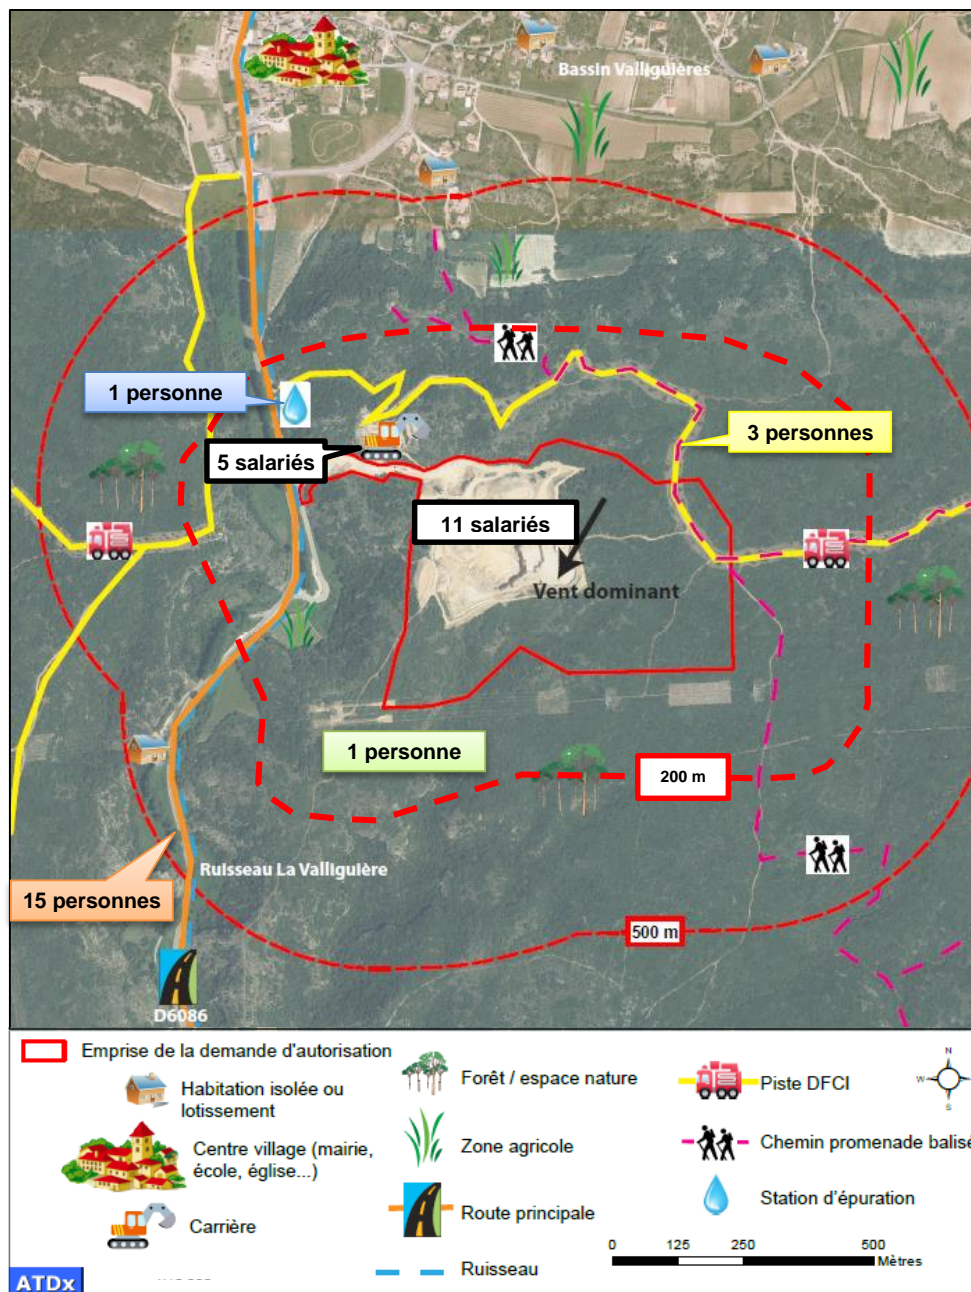 Bassin Valliguières
1 personne
3 personnes
5 salariés
11 salariés
Vent dominant
1 personne
200 m
Ruisseau La Valliguière
15 personnes
500 m
D6086
Emprise de la demande d'autorisation
Habitation isolée ou
lotissement
Centre village (mairie,
école, église...)
Carrière
Forêt / espace nature
Zone agricole
Route principale
Ruisseau
Piste DFCI
Chemin promenade balisé
Station d'épuration
N
W
S
0 125 250 500
Mètres
ATDx